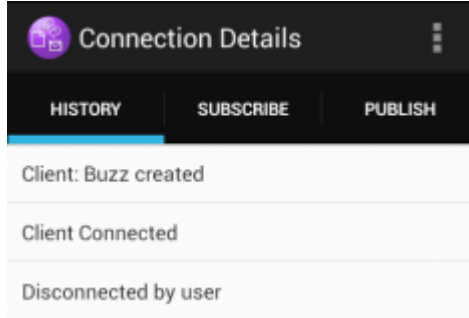 Connection Details
HISTORY SUBSCRIBE PUBLISH
Client: Buzz created
Client Connected
Disconnected by user